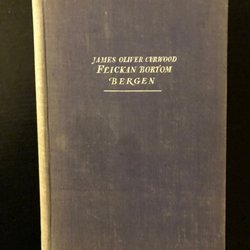 JAMES OLIVER CURWOOD
FLICKAN BORTOM
BERGEN